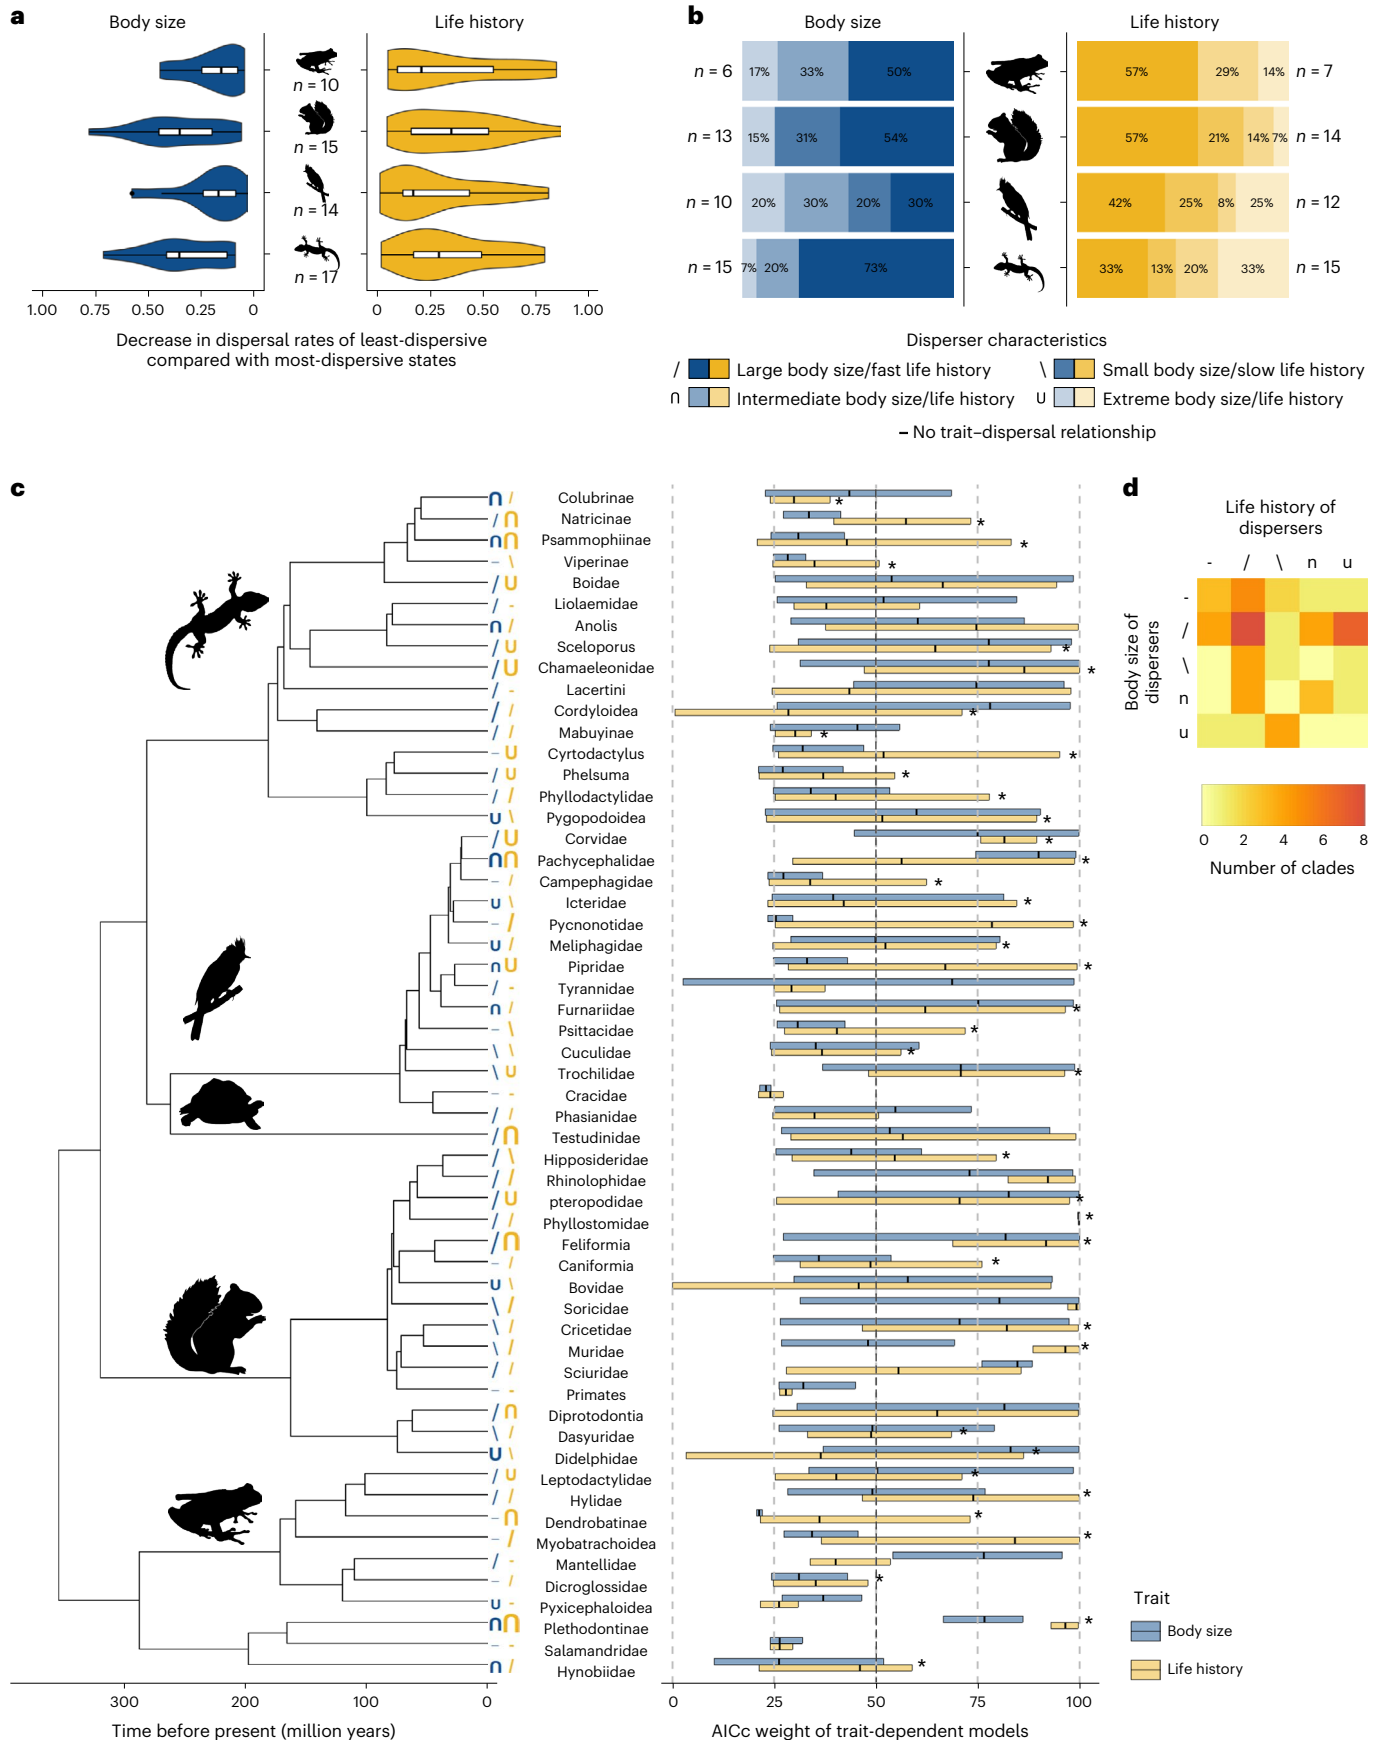 a
Body size
Life history
n = 10
n = 15
n = 14
n = 17
1.00 0.75 0.50 0.25 0
0 0.25 0.50 0.75 1.00
Decrease in dispersal rates of least-dispersive
compared with most-dispersive states
b
Body size
Life history
n = 6 17% 33% 50% 57% 29% 14% n = 7
n = 13 15% 31% 54% 57% 21% 14% 7% n = 14
n = 10 20% 30% 20% 30% 42% 25% 8% 25% n = 12
n = 15 7% 20% 73% 33% 13% 20% 33% n = 15
Disperser characteristics
/ Large body size/fast life history
\ Small body size/slow life history
∩ Intermediate body size/life history
U Extreme body size/life history
– No trait–dispersal relationship
c
∩ / Colubrinae *
/ ∩ Natricinae *
∩ ∩ Psammophiinae *
– \ Viperinae *
/ U Boidae
/ - Liolaemidae
∩ / Anolis
/ U Sceloporus *
/ U Chamaeleonidae *
/ - Lacertini
/ / Cordyloidea *
/ / Mabuyinae *
– U Cyrtodactylus *
/ U Phelsuma *
/ / Phyllodactylidae *
U \ Pygopodoidea *
/ U Corvidae *
∩ ∩ Pachycephalidae *
– / Campephagidae *
U \ Icteridae *
– / Pycnonotidae *
U / Meliphagidae *
∩ U Pipridae *
/ - Tyrannidae
∩ / Furnariidae *
– \ Psittacidae *
\ \ Cuculidae *
\ U Trochilidae *
– - Cracidae
/ / Phasianidae
/ ∩ Testudinidae
/ \ Hipposideridae *
/ / Rhinolophidae
/ U pteropodidae *
/ / Phyllostomidae *
/ ∩ Feliformia *
– / Caniformia *
U \ Bovidae
\ / Soricidae
\ / Cricetidae *
\ / Muridae *
/ / Sciuridae
– - Primates
/ ∩ Diprotodontia
\ / Dasyuridae *
U \ Didelphidae *
/ U Leptodactylidae *
/ / Hylidae *
– ∩ Dendrobatinae *
– / Myobatrachoidea *
/ - Mantellidae
– / Dicroglossidae *
U - Pyxicephaloidea
∩ ∩ Plethodontinae *
– - Salamandridae
∩ / Hynobiidae *
300 200 100 0
Time before present (million years)
0 25 50 75 100
AICc weight of trait-dependent models
d
Life history of
dispersers
- / \ n u
Body size of
dispersers
-
/
\
n
u
0 2 4 6 8
Number of clades
Trait
Body size
Life history